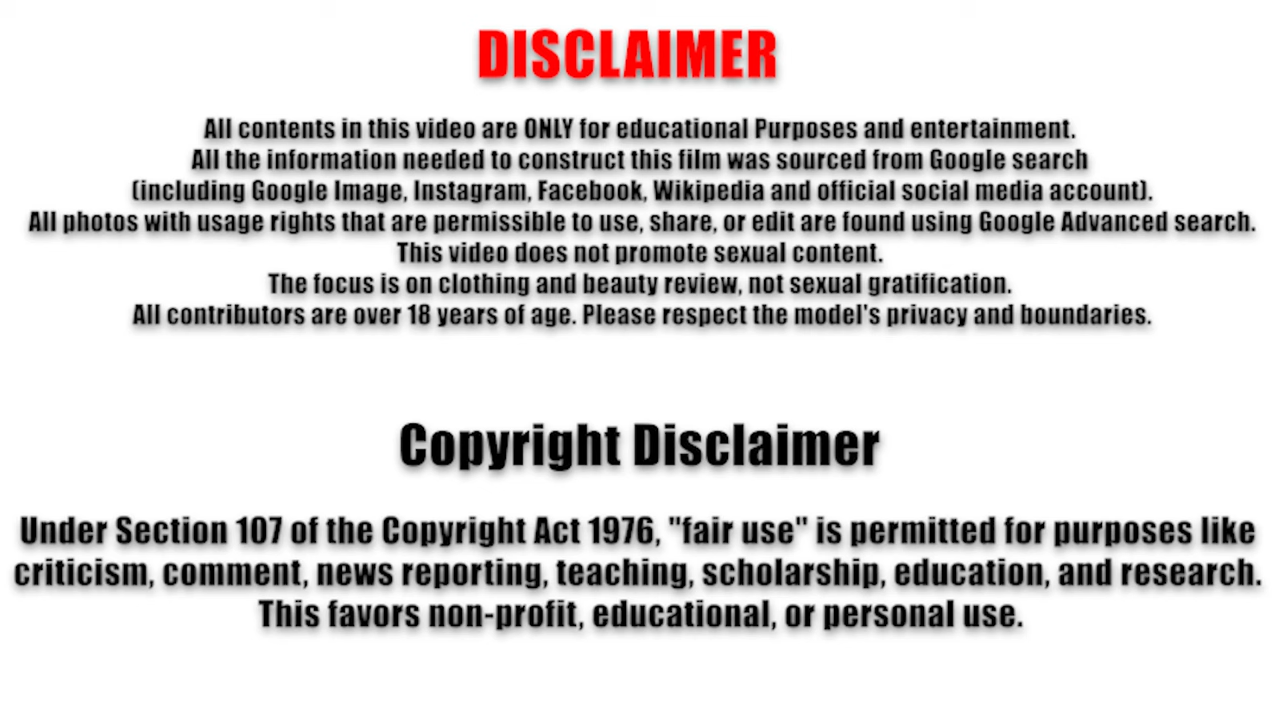 DISCLAIMER
All contents in this video are ONLY for educational Purposes and entertainment.
All the information needed to construct this film was sourced from Google search
(including Google Image, Instagram, Facebook, Wikipedia and official social media account).
All photos with usage rights that are permissible to use, share, or edit are found using Google Advanced search.
This video does not promote sexual content.
The focus is on clothing and beauty review, not sexual gratification.
All contributors are over 18 years of age. Please respect the model's privacy and boundaries.
Copyright Disclaimer
Under Section 107 of the Copyright Act 1976, "fair use" is permitted for purposes like
criticism, comment, news reporting, teaching, scholarship, education, and research.
This favors non-profit, educational, or personal use.